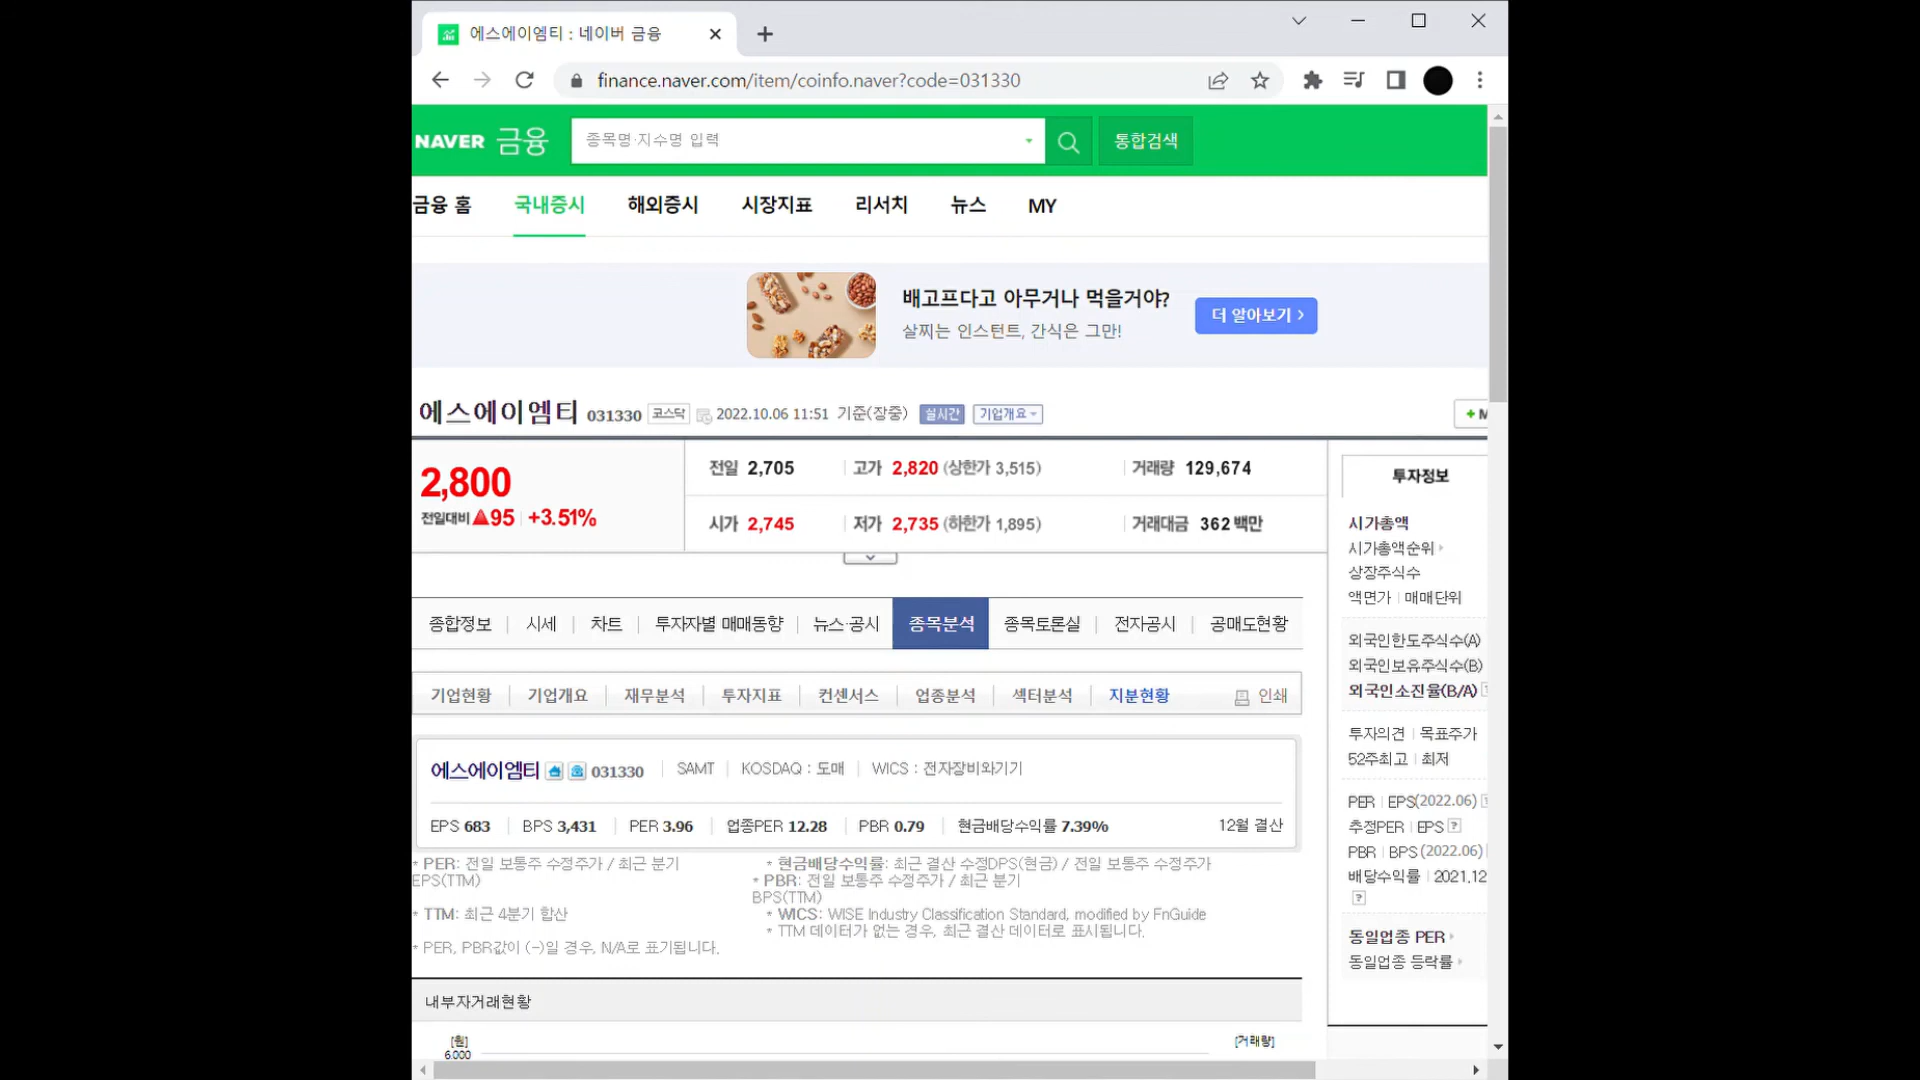 에스에이엠티 : 네이버 금융
finance.naver.com/item/coinfo.naver?code=031330
NAVER 금융
종목명·지수명 입력
통합검색
금융 홈 국내증시 해외증시 시장지표 리서치 뉴스 MY
배고프다고 아무거나 먹을거야?
살찌는 인스턴트, 간식은 그만!
더 알아보기 >
에스에이엠티 031330 코스닥 2022.10.06 11:51 기준(장중) 실시간 기업개요
2,800
전일대비 ▲95 +3.51%
전일 2,705 고가 2,820 (상한가 3,515) 거래량 129,674
시가 2,745 저가 2,735 (하한가 1,895) 거래대금 362 백만
종합정보 시세 차트 투자자별 매매동향 뉴스·공시 종목분석 종목토론실 전자공시 공매도현황
기업현황 기업개요 재무분석 투자지표 컨센서스 업종분석 섹터분석 지분현황 인쇄
에스에이엠티 031330 SAMT KOSDAQ : 도매 WICS : 전자장비와기기
EPS 683 BPS 3,431 PER 3.96 업종PER 12.28 PBR 0.79 현금배당수익률 7.39% 12월 결산
* PER: 전일 보통주 수정주가 / 최근 분기
EPS(TTM)
* TTM: 최근 4분기 합산
* PER, PBR값이 (-)일 경우, N/A로 표기됩니다.
* 현금배당수익률: 최근 결산 수정DPS(현금) / 전일 보통주 수정주가
* PBR: 전일 보통주 수정주가 / 최근 분기
BPS(TTM)
* WICS: WISE Industry Classification Standard, modified by FnGuide
* TTM 데이터가 없는 경우, 최근 결산 데이터로 표시됩니다.
내부자거래현황
[원]
6,000
[거래량]
투자정보
시가총액
시가총액순위
상장주식수
액면가 | 매매단위
외국인한도주식수(A)
외국인보유주식수(B)
외국인소진율(B/A)
투자의견 | 목표주가
52주최고 | 최저
PER | EPS(2022.06)
추정PER | EPS ?
PBR | BPS (2022.06)
배당수익률 | 2021.12
?
동일업종 PER
동일업종 등락률